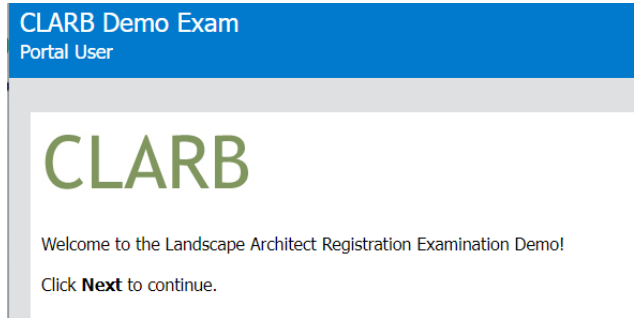 CLARB Demo Exam
Portal User
CLARB
Welcome to the Landscape Architect Registration Examination Demo!
Click Next to continue.